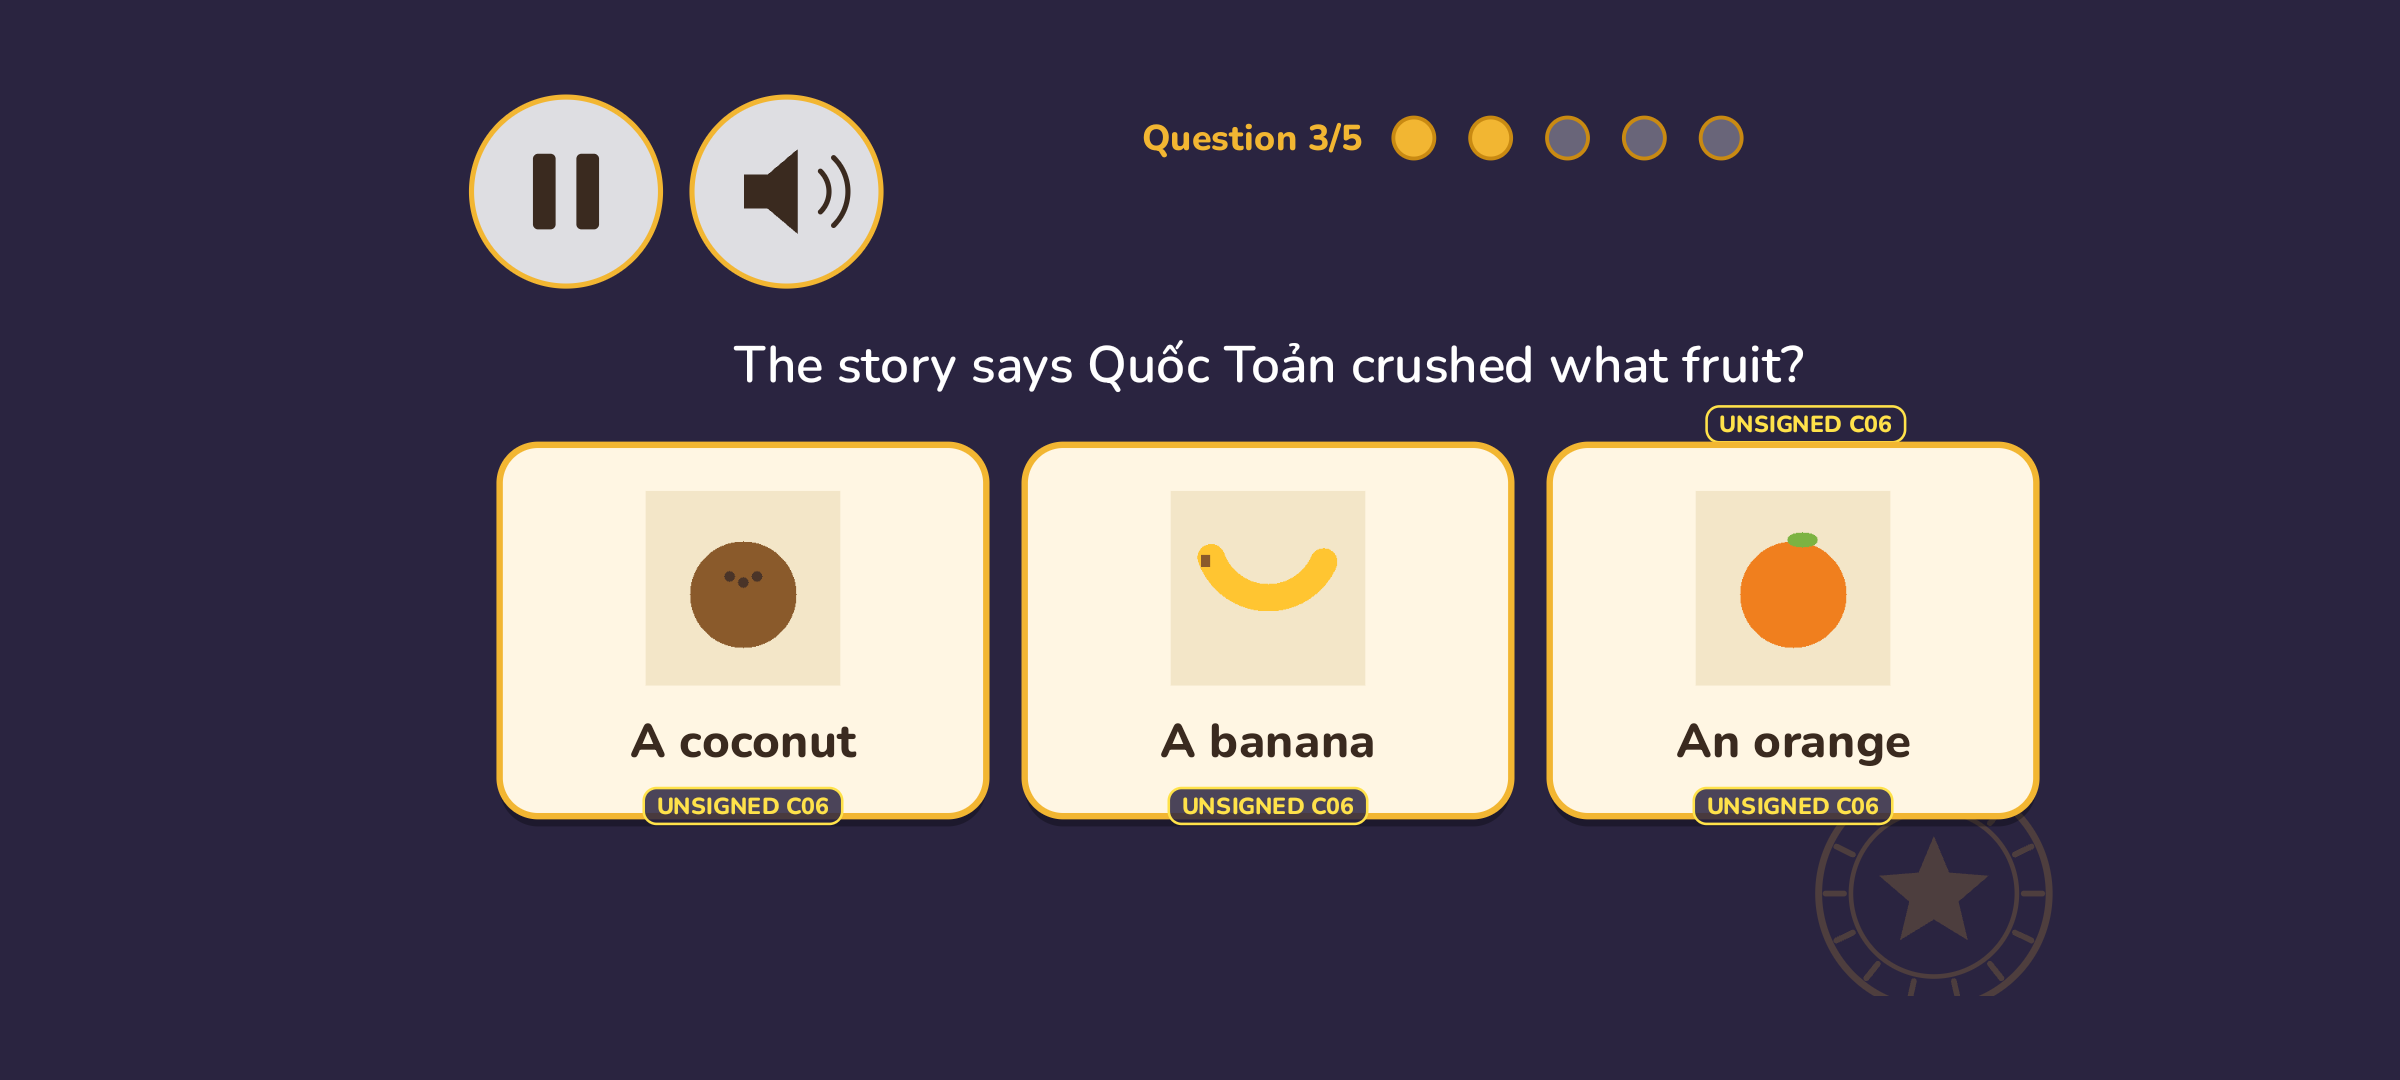 Question 3/5
The story says Quốc Toản crushed what fruit?
UNSIGNED C06
A coconut
A banana
An orange
UNSIGNED C06
UNSIGNED C06
UNSIGNED C06